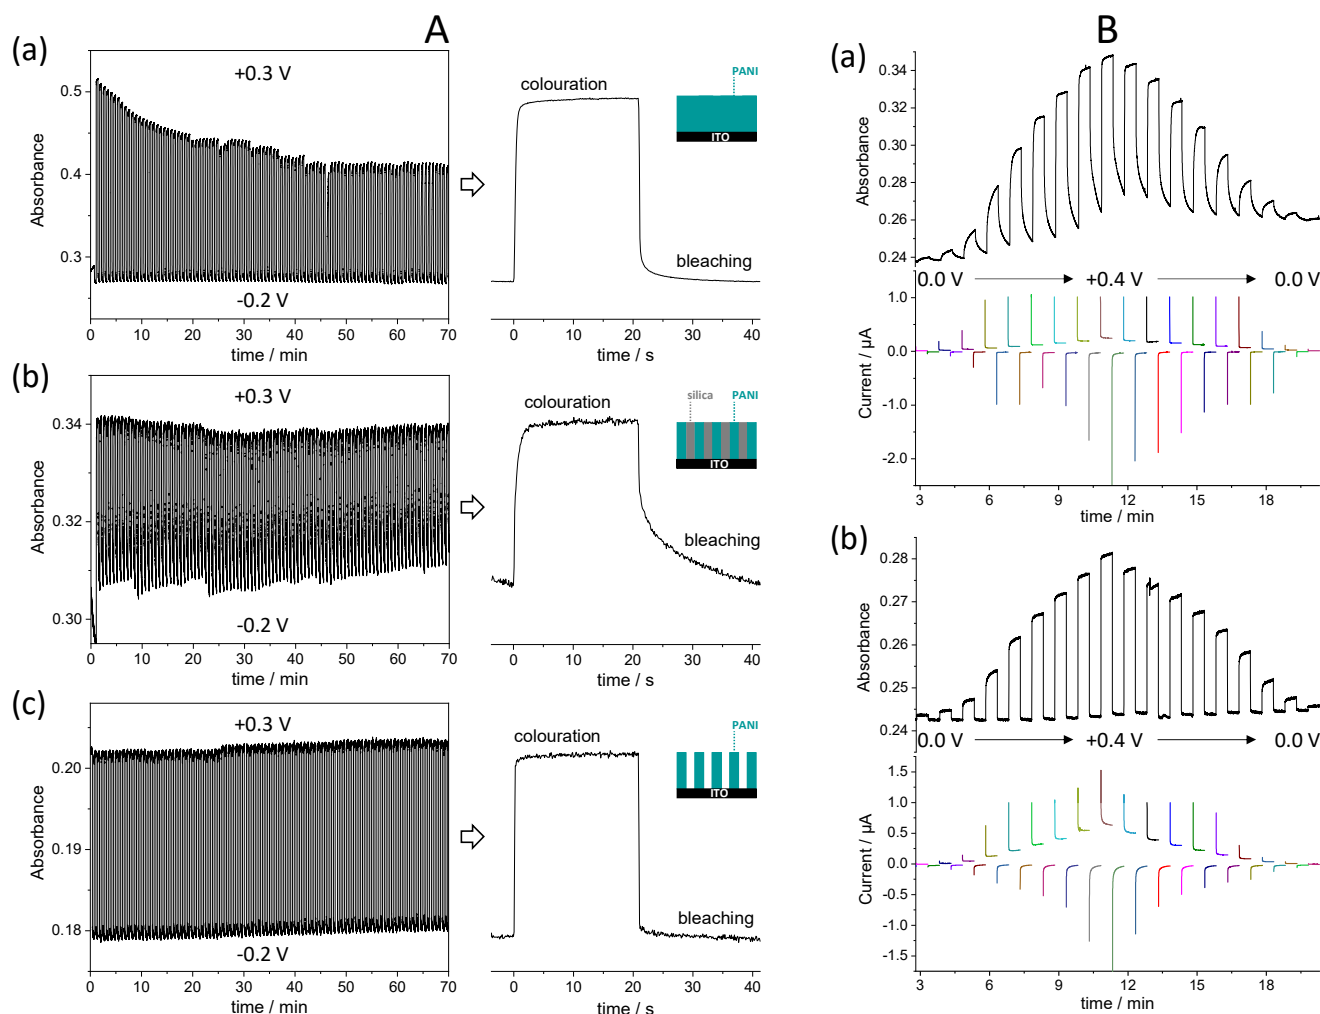 A
(a)
+0.3 V
0.5
0.4
0.3
Absorbance
-0.2 V
0 10 20 30 40 50 60 70
time / min
colouration
PANI
ITO
bleaching
0 10 20 30 40
time / s
(b)
+0.3 V
0.34
0.32
0.30
Absorbance
-0.2 V
0 10 20 30 40 50 60 70
time / min
colouration
silica PANI
ITO
bleaching
0 10 20 30 40
time / s
(c)
+0.3 V
0.20
0.19
0.18
Absorbance
-0.2 V
0 10 20 30 40 50 60 70
time / min
colouration
PANI
ITO
bleaching
0 10 20 30 40
time / s
B
(a)
0.34
0.32
0.30
0.28
0.26
0.24
Absorbance
0.0 V +0.4 V 0.0 V
1.0
0.0
-1.0
-2.0
Current / µA
3 6 9 12 15 18
time / min
(b)
0.28
0.27
0.26
0.25
0.24
Absorbance
0.0 V +0.4 V 0.0 V
1.5
1.0
0.5
0.0
-0.5
-1.0
-1.5
Current / µA
3 6 9 12 15 18
time / min